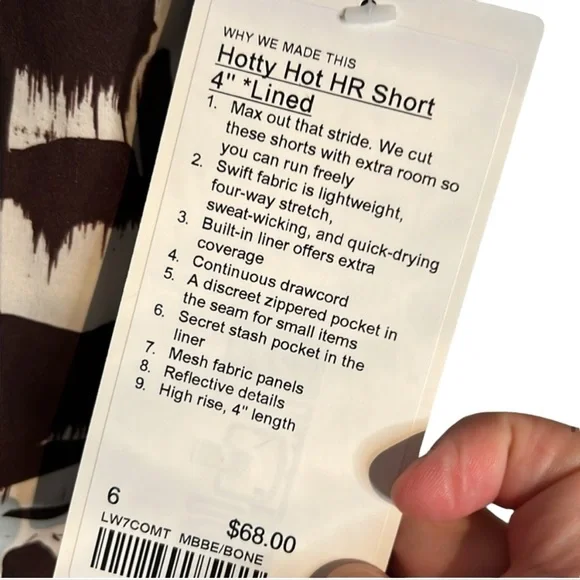 WHY WE MADE THIS
Hotty Hot HR Short
4" *Lined
1. Max out that stride. We cut
these shorts with extra room so
you can run freely
2. Swift fabric is lightweight,
four-way stretch,
sweat-wicking, and quick-drying
3. Built-in liner offers extra
coverage
4. Continuous drawcord
5. A discreet zippered pocket in
the seam for small items
6. Secret stash pocket in the
liner
7. Mesh fabric panels
8. Reflective details
9. High rise, 4" length
6
$68.00
LW7COMT MBBE/BONE